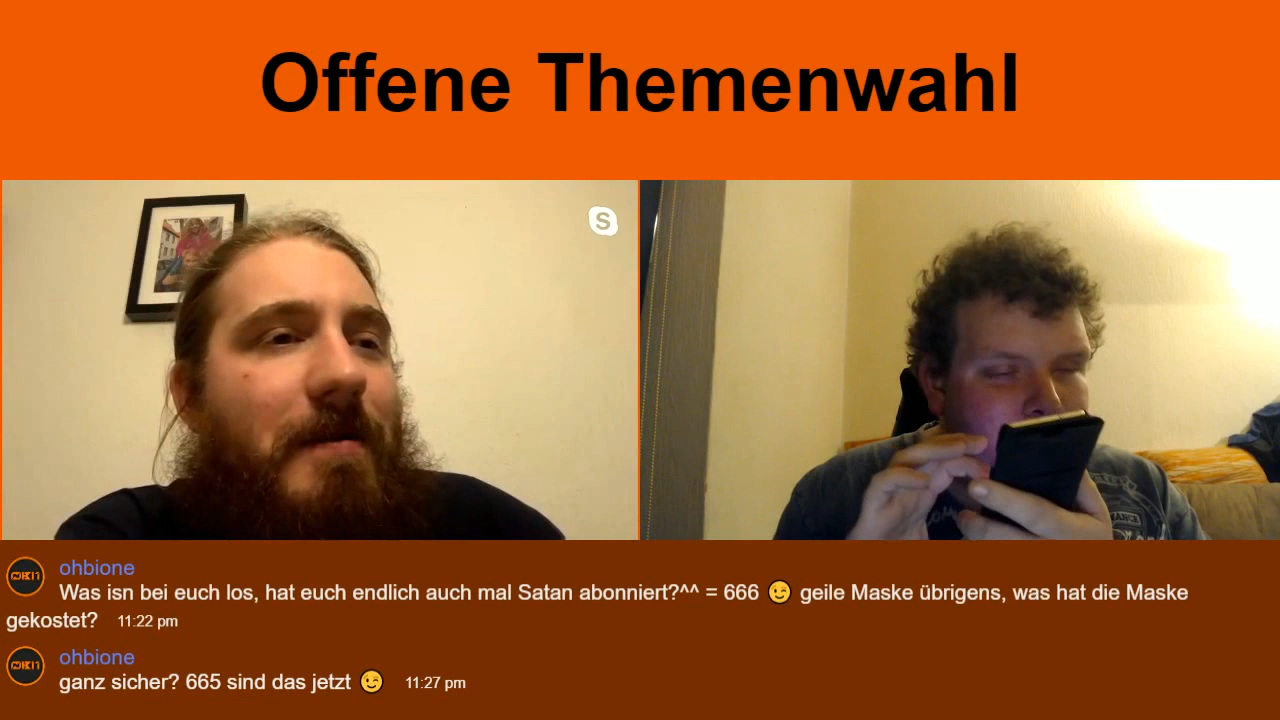 Offene Themenwahl
S
ohbione
Was isn bei euch los, hat euch endlich auch mal Satan abonniert?^^ = 666 😉 geile Maske übrigens, was hat die Maske
gekostet? 11:22 pm
ohbione
ganz sicher? 665 sind das jetzt 😉 11:27 pm